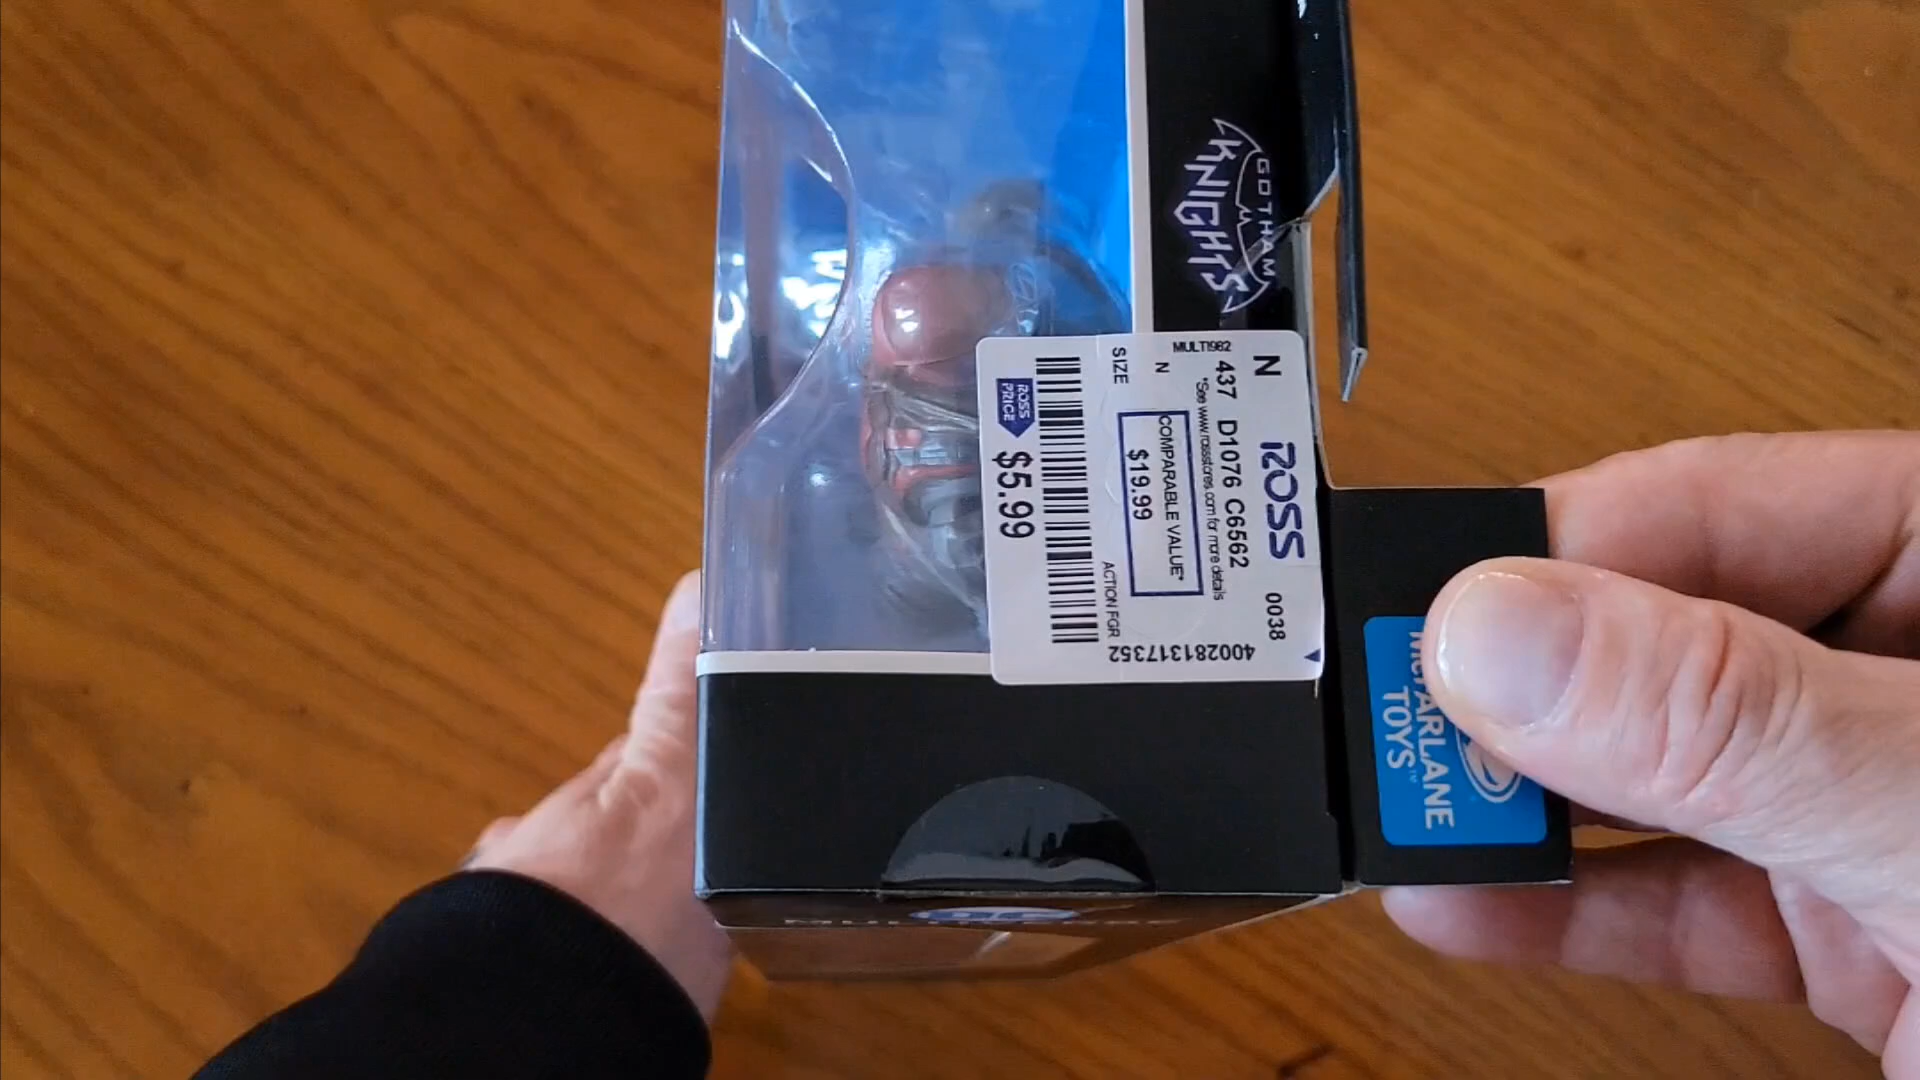 GOTHAM
KNIGHTS
MULTI982
N
ROSS
0038
437 D1076 C6562
*See www.rossstores.com for more details
N
SIZE
COMPARABLE VALUE*
$19.99
ACTION FGR
400281317352
ROSS
PRICE
$5.99
McFARLANE
TOYS™